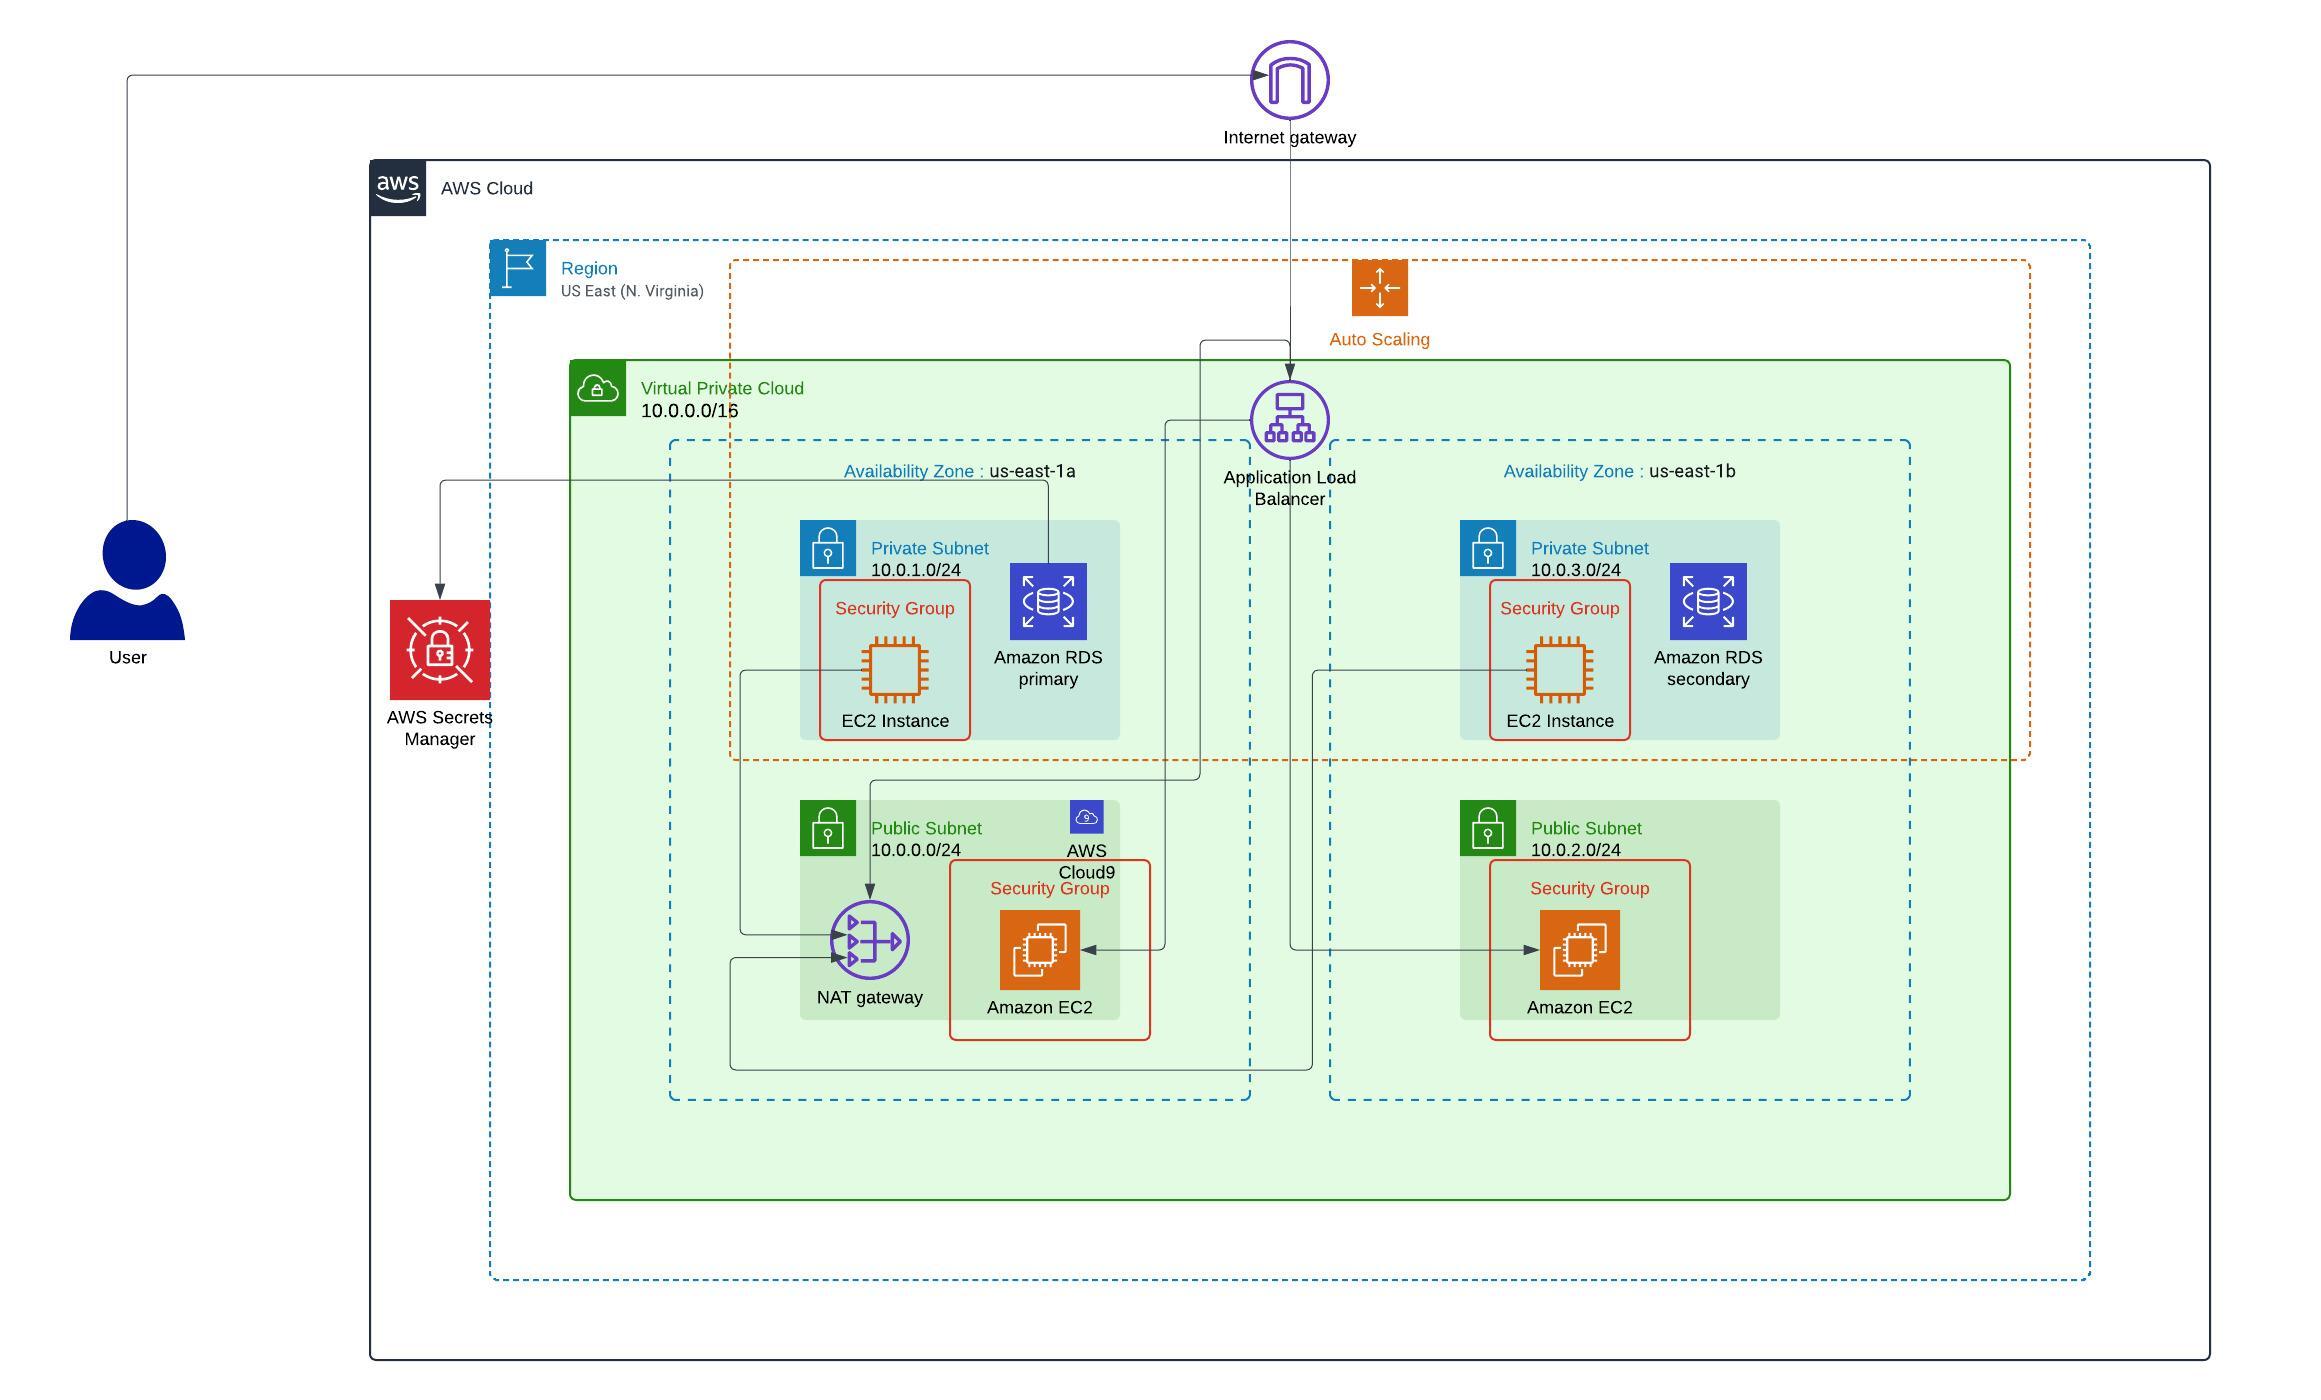 Internet gateway
aws
AWS Cloud
Region
US East (N. Virginia)
Auto Scaling
Virtual Private Cloud
10.0.0.0/16
Availability Zone : us-east-1a
Application Load
Balancer
Availability Zone : us-east-1b
Private Subnet
10.0.1.0/24
Security Group
EC2 Instance
Amazon RDS
primary
Private Subnet
10.0.3.0/24
Security Group
EC2 Instance
Amazon RDS
secondary
User
AWS Secrets
Manager
Public Subnet
10.0.0.0/24
9
AWS
Cloud9
Security Group
NAT gateway
Amazon EC2
Public Subnet
10.0.2.0/24
Security Group
Amazon EC2